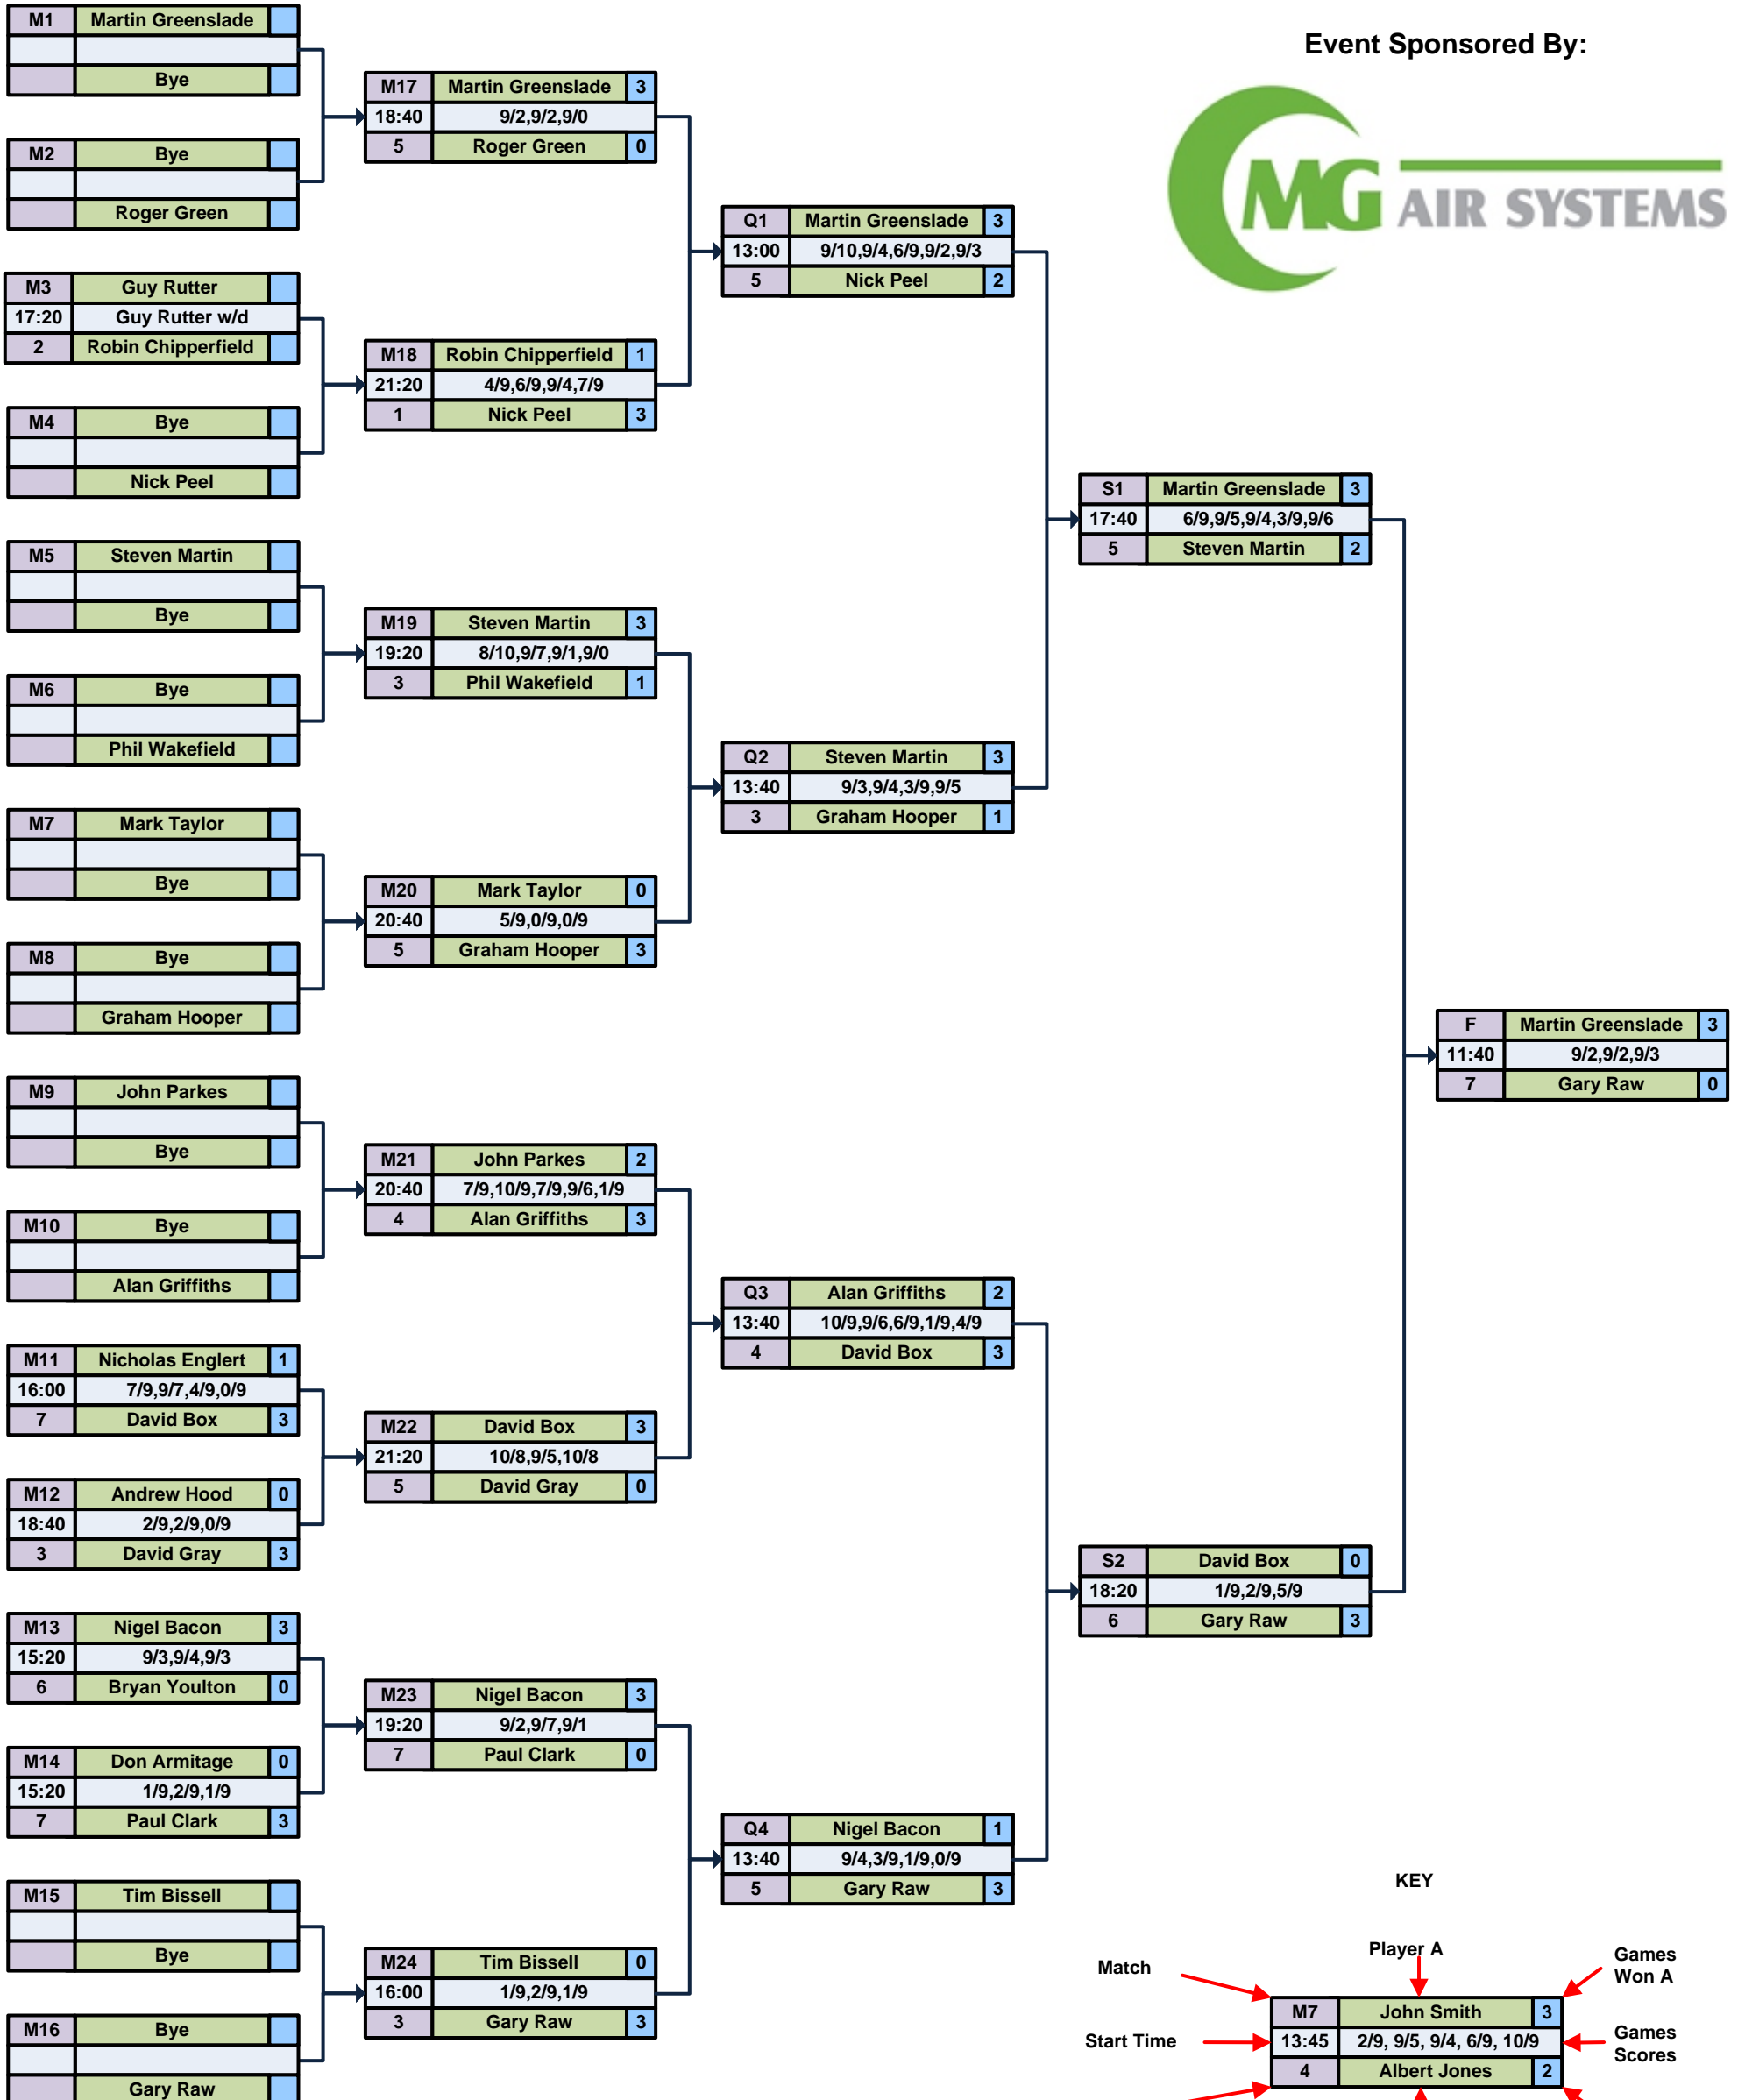 Event Sponsored By:
MG AIR SYSTEMS
M1 Martin Greenslade
Bye
M2 Bye
Roger Green
M3 Guy Rutter
17:20 Guy Rutter w/d
2 Robin Chipperfield
M4 Bye
Nick Peel
M5 Steven Martin
Bye
M6 Bye
Phil Wakefield
M7 Mark Taylor
Bye
M8 Bye
Graham Hooper
M9 John Parkes
Bye
M10 Bye
Alan Griffiths
M11 Nicholas Englert 1
16:00 7/9,9/7,4/9,0/9
7 David Box 3
M12 Andrew Hood 0
18:40 2/9,2/9,0/9
3 David Gray 3
M13 Nigel Bacon 3
15:20 9/3,9/4,9/3
6 Bryan Youlton 0
M14 Don Armitage 0
15:20 1/9,2/9,1/9
7 Paul Clark 3
M15 Tim Bissell
Bye
M16 Bye
Gary Raw
M17 Martin Greenslade 3
18:40 9/2,9/2,9/0
5 Roger Green 0
M18 Robin Chipperfield 1
21:20 4/9,6/9,9/4,7/9
1 Nick Peel 3
M19 Steven Martin 3
19:20 8/10,9/7,9/1,9/0
3 Phil Wakefield 1
M20 Mark Taylor 0
20:40 5/9,0/9,0/9
5 Graham Hooper 3
M21 John Parkes 2
20:40 7/9,10/9,7/9,9/6,1/9
4 Alan Griffiths 3
M22 David Box 3
21:20 10/8,9/5,10/8
5 David Gray 0
M23 Nigel Bacon 3
19:20 9/2,9/7,9/1
7 Paul Clark 0
M24 Tim Bissell 0
16:00 1/9,2/9,1/9
3 Gary Raw 3
Q1 Martin Greenslade 3
13:00 9/10,9/4,6/9,9/2,9/3
5 Nick Peel 2
Q2 Steven Martin 3
13:40 9/3,9/4,3/9,9/5
3 Graham Hooper 1
Q3 Alan Griffiths 2
13:40 10/9,9/6,6/9,1/9,4/9
4 David Box 3
Q4 Nigel Bacon 1
13:40 9/4,3/9,1/9,0/9
5 Gary Raw 3
S1 Martin Greenslade 3
17:40 6/9,9/5,9/4,3/9,9/6
5 Steven Martin 2
S2 David Box 0
18:20 1/9,2/9,5/9
6 Gary Raw 3
F Martin Greenslade 3
11:40 9/2,9/2,9/3
7 Gary Raw 0
KEY
Match
Player A
Games
Won A
M7 John Smith 3
Start Time
13:45 2/9, 9/5, 9/4, 6/9, 10/9
Games
Scores
4 Albert Jones 2